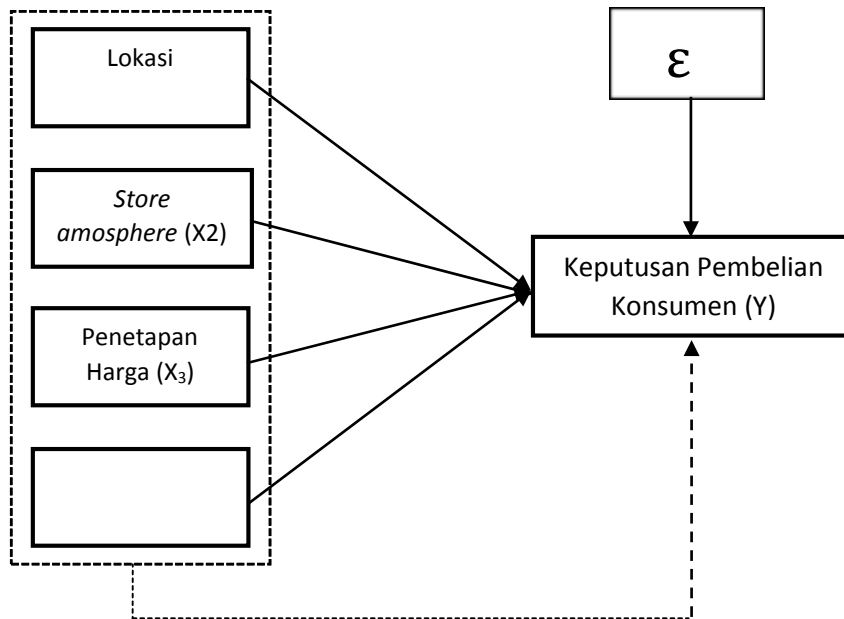 Lokasi
ε
Store
amosphere (X2)
Keputusan Pembelian
Konsumen (Y)
Penetapan
Harga (X₃)